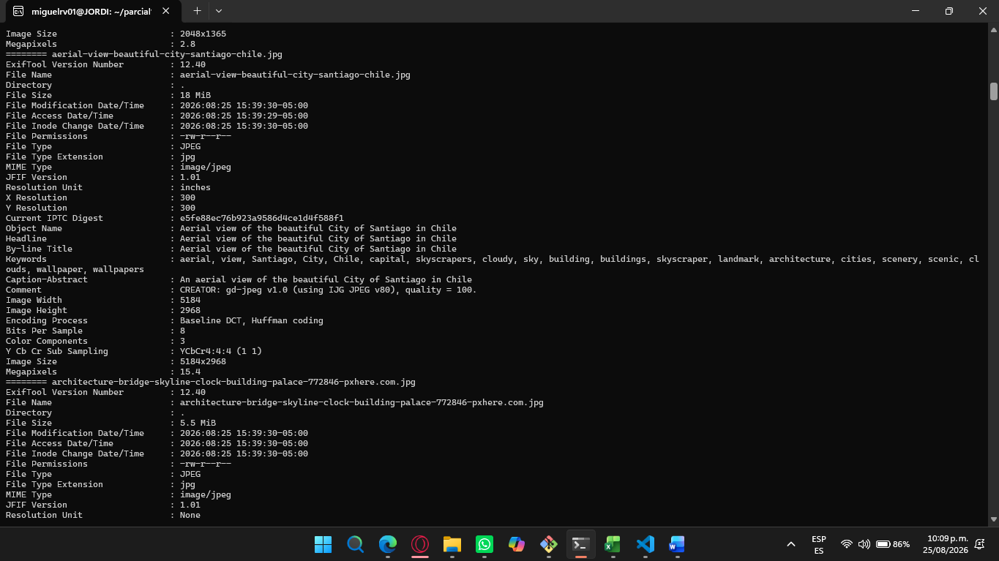 miguelrv01@JORDI: ~/parcial
Image Size : 2048x1365
Megapixels : 2.8
======== aerial-view-beautiful-city-santiago-chile.jpg
ExifTool Version Number : 12.40
File Name : aerial-view-beautiful-city-santiago-chile.jpg
Directory : .
File Size : 18 MiB
File Modification Date/Time : 2026:08:25 15:39:30-05:00
File Access Date/Time : 2026:08:25 15:39:29-05:00
File Inode Change Date/Time : 2026:08:25 15:39:30-05:00
File Permissions : -rw-r--r--
File Type : JPEG
File Type Extension : jpg
MIME Type : image/jpeg
JFIF Version : 1.01
Resolution Unit : inches
X Resolution : 300
Y Resolution : 300
Current IPTC Digest : e5fe88ec76b923a9586d4ce1d4f588f1
Object Name : Aerial view of the beautiful City of Santiago in Chile
Headline : Aerial view of the beautiful City of Santiago in Chile
By-line Title : Aerial view of the beautiful City of Santiago in Chile
Keywords : aerial, view, Santiago, City, Chile, capital, skyscrapers, cloudy, sky, building, buildings, skyscraper, landmark, architecture, cities, scenery, scenic, cl
ouds, wallpaper, wallpapers
Caption-Abstract : An aerial view of the beautiful City of Santiago in Chile
Comment : CREATOR: gd-jpeg v1.0 (using IJG JPEG v80), quality = 100.
Image Width : 5184
Image Height : 2968
Encoding Process : Baseline DCT, Huffman coding
Bits Per Sample : 8
Color Components : 3
Y Cb Cr Sub Sampling : YCbCr4:4:4 (1 1)
Image Size : 5184x2968
Megapixels : 15.4
======== architecture-bridge-skyline-clock-building-palace-772846-pxhere.com.jpg
ExifTool Version Number : 12.40
File Name : architecture-bridge-skyline-clock-building-palace-772846-pxhere.com.jpg
Directory : .
File Size : 5.5 MiB
File Modification Date/Time : 2026:08:25 15:39:30-05:00
File Access Date/Time : 2026:08:25 15:39:30-05:00
File Inode Change Date/Time : 2026:08:25 15:39:30-05:00
File Permissions : -rw-r--r--
File Type : JPEG
File Type Extension : jpg
MIME Type : image/jpeg
JFIF Version : 1.01
Resolution Unit : None
ESP
ES
86%
10:09 p. m.
25/08/2026